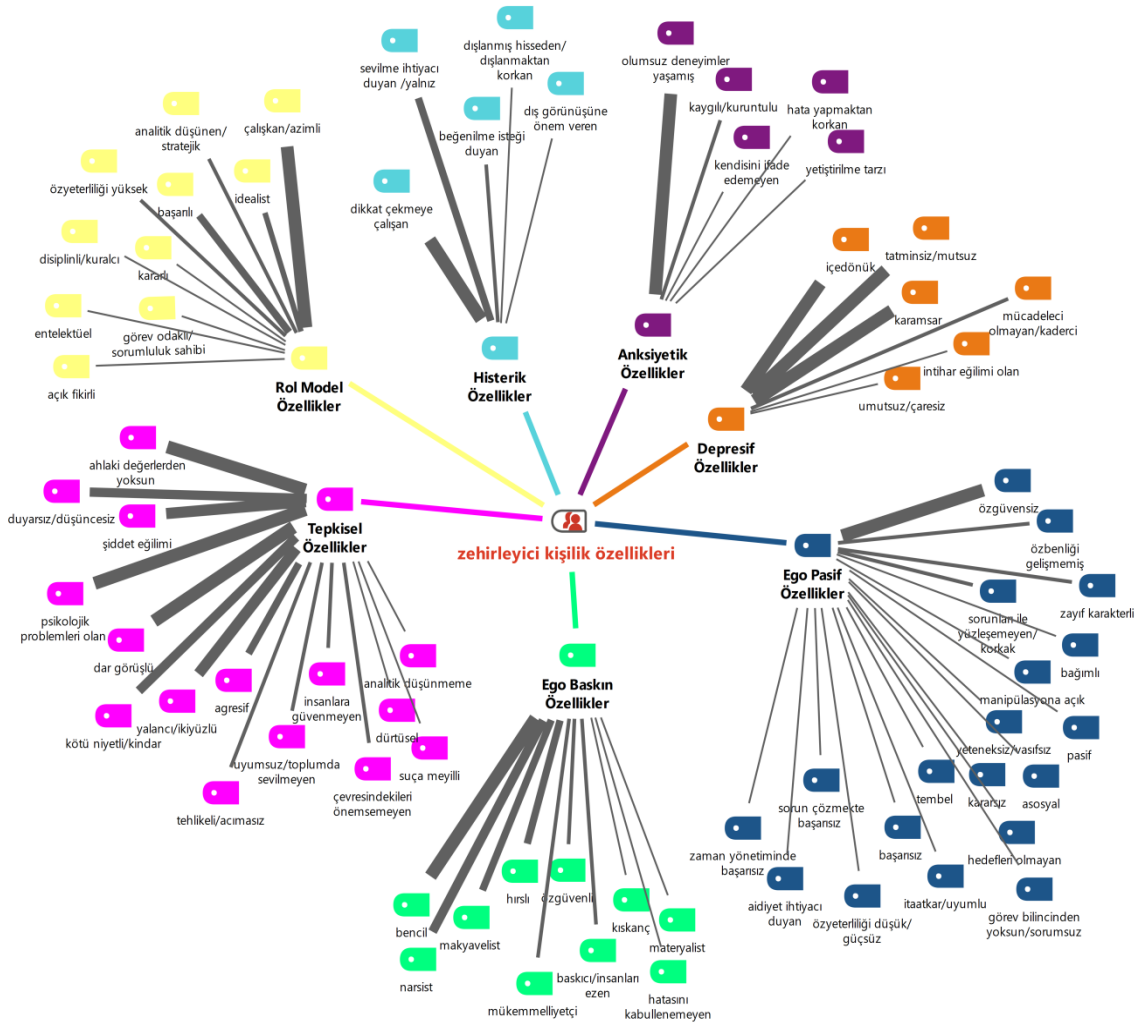 dışlanmış hisseden/
dışlanmaktan
korkan
sevilme ihtiyacı
duyan /yalnız
beğenilme isteği
duyan
dış görünüşüne
önem veren
dikkat çekmeye
çalışan
Histerik
Özellikler
olumsuz deneyimler
yaşamış
kaygılı/kuruntulu
hata yapmaktan
korkan
kendisini ifade
edemeyen
yetiştirilme tarzı
Anksiyetik
Özellikler
analitik düşünen/
stratejik
çalışkan/azimli
özyeterliliği yüksek
başarılı
idealist
disiplinli/kuralcı
kararlı
entelektüel
görev odaklı/
sorumluluk sahibi
açık fikirli
Rol Model
Özellikler
içedönük
tatminsiz/mutsuz
karamsar
mücadeleci
olmayan/kaderci
intihar eğilimi olan
umutsuz/çaresiz
Depresif
Özellikler
zehirleyici kişilik özellikleri
ahlaki değerlerden
yoksun
duyarsız/düşüncesiz
şiddet eğilimi
Tepkisel
Özellikler
psikolojik
problemleri olan
dar görüşlü
kötü niyetli/kindar
yalancı/ikiyüzlü
agresif
insanlara
güvenmeyen
analitik düşünmeme
dürtüsel
uyumsuz/toplumda
sevilmeyen
suça meyilli
çevresindekileri
önemsemeyen
tehlikeli/acımasız
Ego Baskın
Özellikler
bencil
makyavelist
hırslı
özgüvenli
kıskanç
materyalist
narsist
mükemmelliyetçi
baskıcı/insanları
ezen
hatasını
kabullenemeyen
Ego Pasif
Özellikler
özgüvensiz
özbenliği
gelişmemiş
zayıf karakterli
sorunları ile
yüzleşemeyen/
korkak
bağımlı
manipülasyona açık
pasif
yeteneksiz/vasıfsız
asosyal
kararsız
tembel
sorun çözmekte
başarısız
hedefleri olmayan
başarısız
zaman yönetiminde
başarısız
aidiyet ihtiyacı
duyan
özyeterliliği düşük/
güçsüz
itaatkar/uyumlu
görev bilincinden
yoksun/sorumsuz